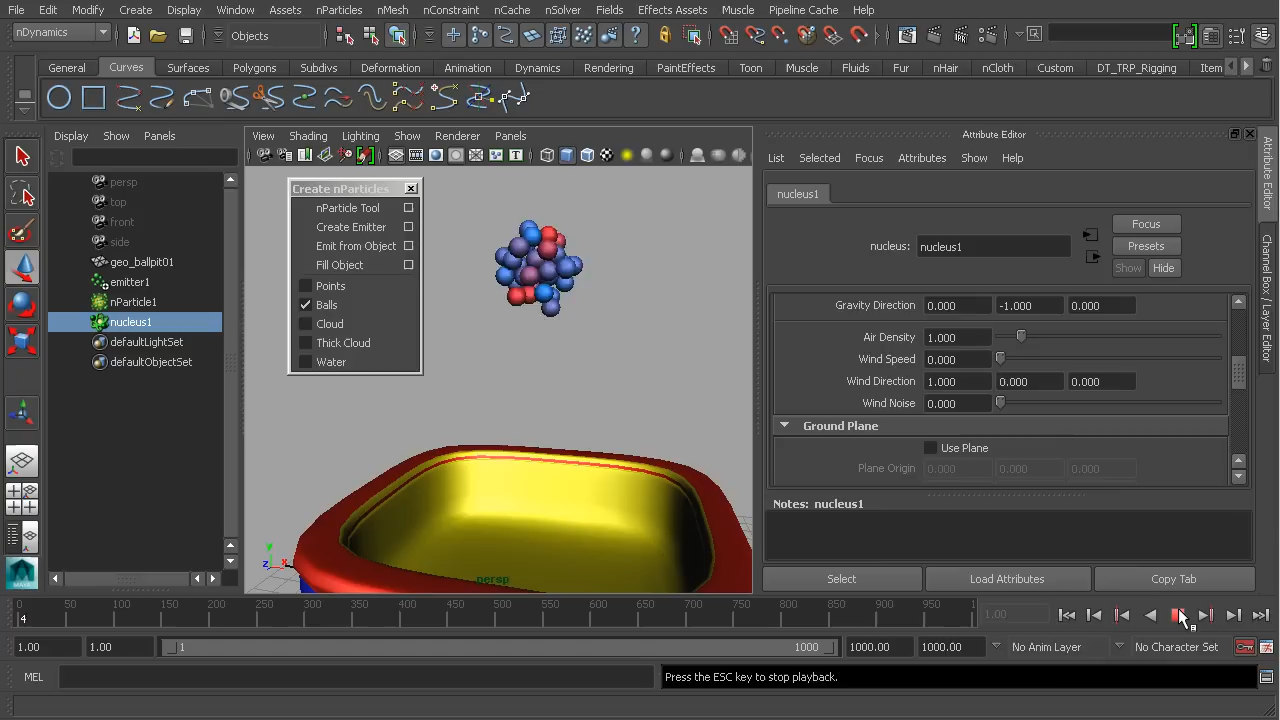 File Edit Modify Create Display Window Assets nParticles nMesh nConstraint nCache nSolver Fields Effects Assets Muscle Pipeline Cache Help
nDynamics Objects
General Curves Surfaces Polygons Subdivs Deformation Animation Dynamics Rendering PaintEffects Toon Muscle Fluids Fur nHair nCloth Custom DT_TRP_Rigging Item
Display Show Panels
persp
top
front
side
geo_ballpit01
emitter1
nParticle1
nucleus1
defaultLightSet
defaultObjectSet
View Shading Lighting Show Renderer Panels
Create nParticles
nParticle Tool
Create Emitter
Emit from Object
Fill Object
Points
Balls
Cloud
Thick Cloud
Water
y
z x
persp
Attribute Editor
List Selected Focus Attributes Show Help
nucleus1
nucleus: nucleus1
Focus
Presets
Show Hide
Gravity Direction 0.000 -1.000 0.000
Air Density 1.000
Wind Speed 0.000
Wind Direction 1.000 0.000 0.000
Wind Noise 0.000
Ground Plane
Use Plane
Plane Origin 0.000 0.000 0.000
Notes: nucleus1
Select Load Attributes Copy Tab
Attribute Editor
Channel Box / Layer Editor
0 50 100 150 200 250 300 350 400 450 500 550 600 650 700 750 800 850 900 950 1 1.00
4
1.00 1.00 1 1000 1000.00 1000.00 No Anim Layer No Character Set
MEL Press the ESC key to stop playback.